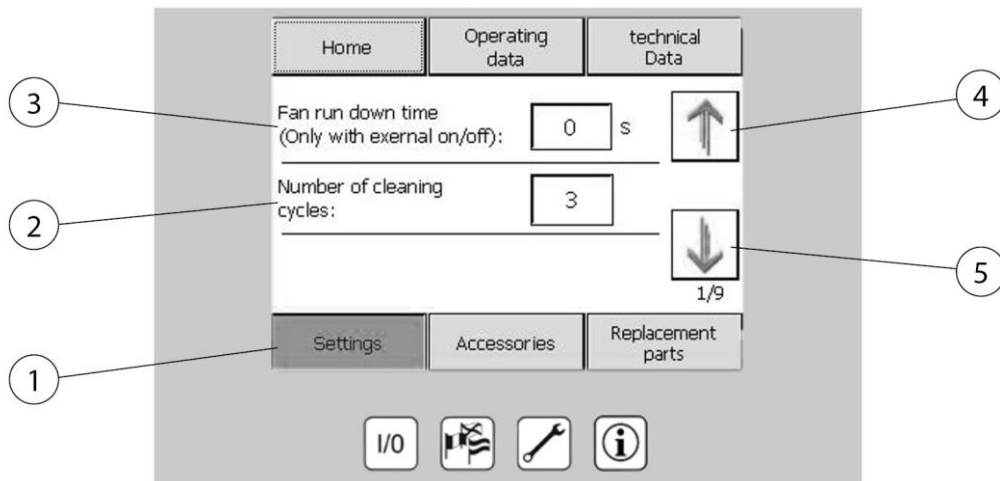 Home
Operating
data
technical
Data
3
Fan run down time
(Only with exernal on/off):
0
s
4
2
Number of cleaning
cycles:
3
5
1/9
1
Settings
Accessories
Replacement
parts
I/0
i